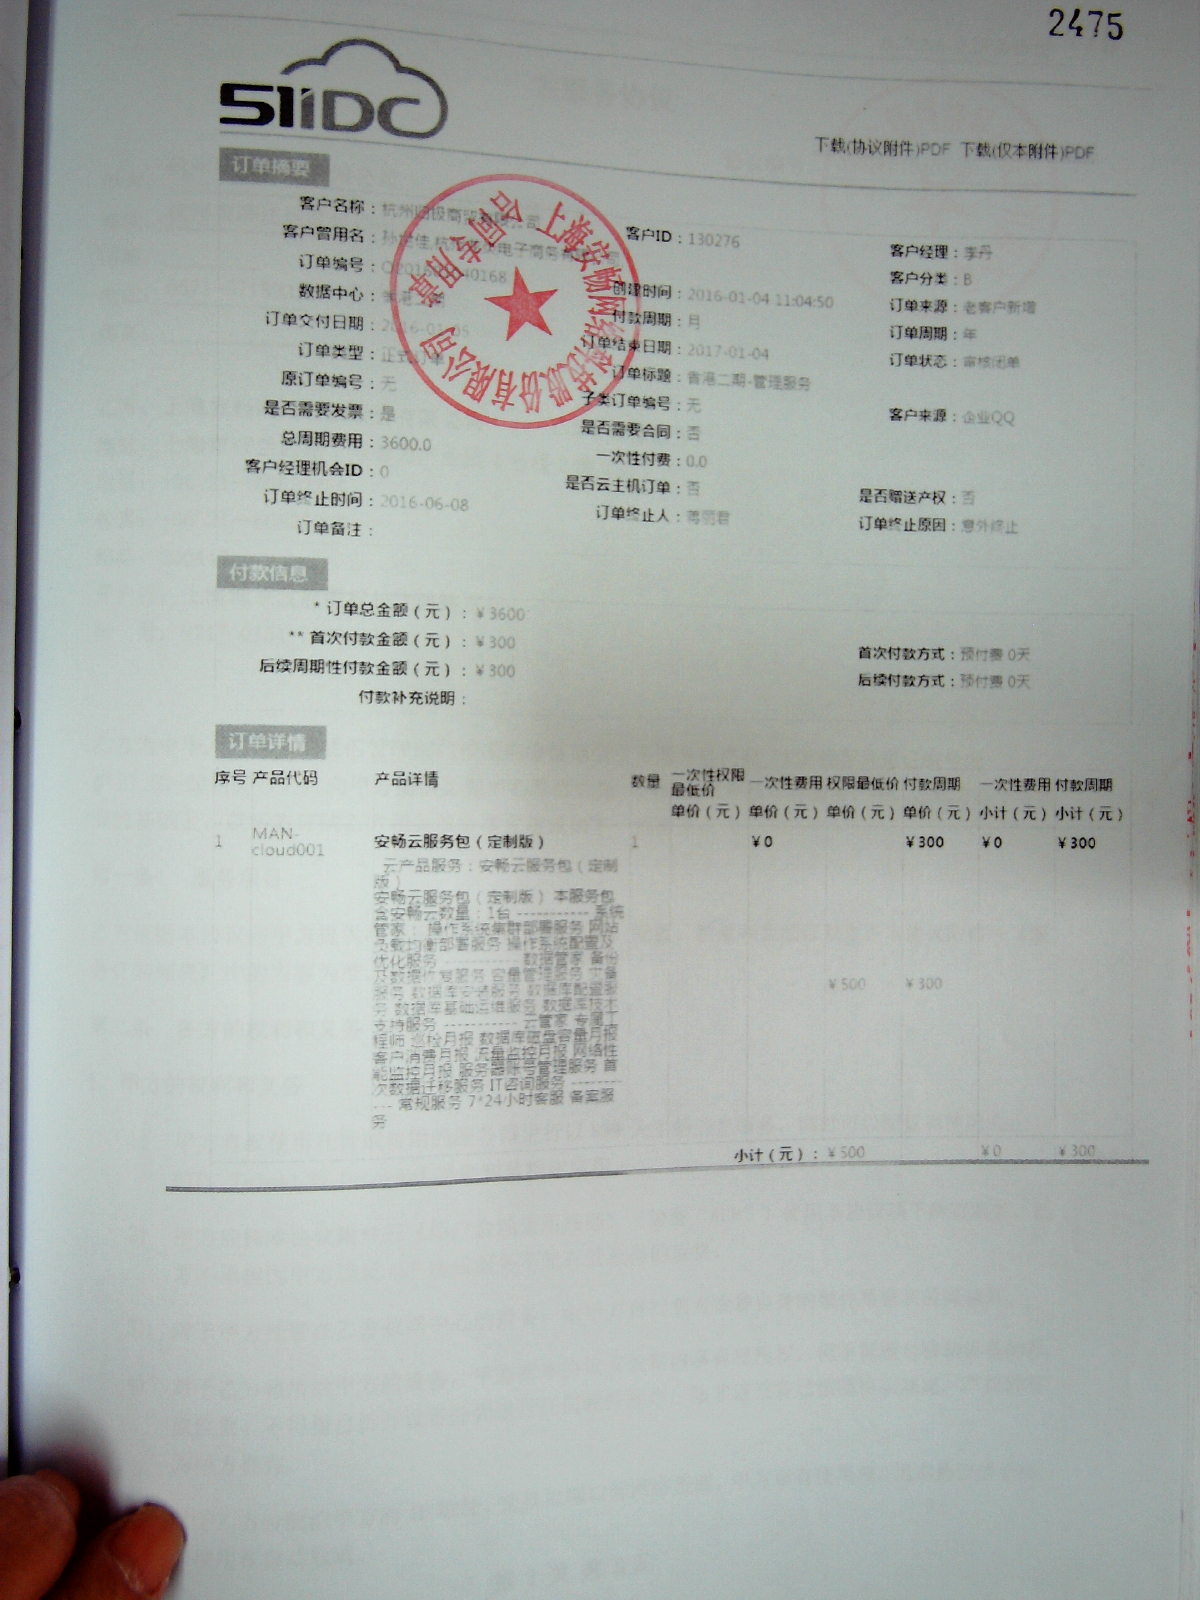 2475
51IDC
下载(协议附件)PDF 下载(仅本附件)PDF
订单摘要
客户名称：杭州 极商贸有限公司
客户曾用名： 电子商务有限公司
客户ID：130276
客户经理：李丹
订单编号： 40168
客户分类：B
数据中心：
创建时间：2016-01-04 11:04:50
订单来源：老客户新增
订单交付日期：2016-01-05
付款周期：月
订单周期：年
订单类型：正式订单
订单结束日期：2017-01-04
订单状态：审核闭单
原订单编号：无
订单标题：香港二期-管理服务
是否需要发票：是
子类订单编号：无
客户来源：企业QQ
总周期费用：3600.0
是否需要合同：否
客户经理机会ID：0
一次性付费：0.0
订单终止时间：2016-06-08
是否云主机订单：否
是否赠送产权：否
订单备注：
订单终止人：蒋丽君
订单终止原因：意外终止
上海安畅网络科技股份有限公司
合同专用章
付款信息
* 订单总金额（元）：￥3600
** 首次付款金额（元）：￥300
首次付款方式：预付费 0天
后续周期性付款金额（元）：￥300
后续付款方式：预付费 0天
付款补充说明：
订单详情
序号 产品代码 产品详情 数量 一次性权限最低价 一次性费用 权限最低价 付款周期 一次性费用 付款周期
单价（元） 单价（元） 单价（元） 单价（元） 小计（元） 小计（元）
1 MAN-cloud001 安畅云服务包（定制版） 1 ￥0 ￥300 ￥0 ￥300
云产品服务：安畅云服务包（定制
版）
安畅云服务包（定制版） 本服务包
含安畅云数量：1台 ----------- 系统
管家： 操作系统集群部署服务 网站
负载均衡部署服务 操作系统配置及
优化服务 ----------- 数据管家 备份
及数据恢复服务 容量管理服务 灾备
服务 数据库安装服务 数据库配置服
￥500 ￥300
务 数据库基础运维服务 数据库技术
支持服务 ----------- 云管家 专属工
程师 巡检月报 数据库磁盘容量月报
客户消费月报 流量监控月报 网络性
能监控月报 服务器账号管理服务 首
次数据迁移服务 IT咨询服务 --------
--- 常规服务 7*24小时客服 备案服
务
小计（元）：￥500 ￥0 ￥300